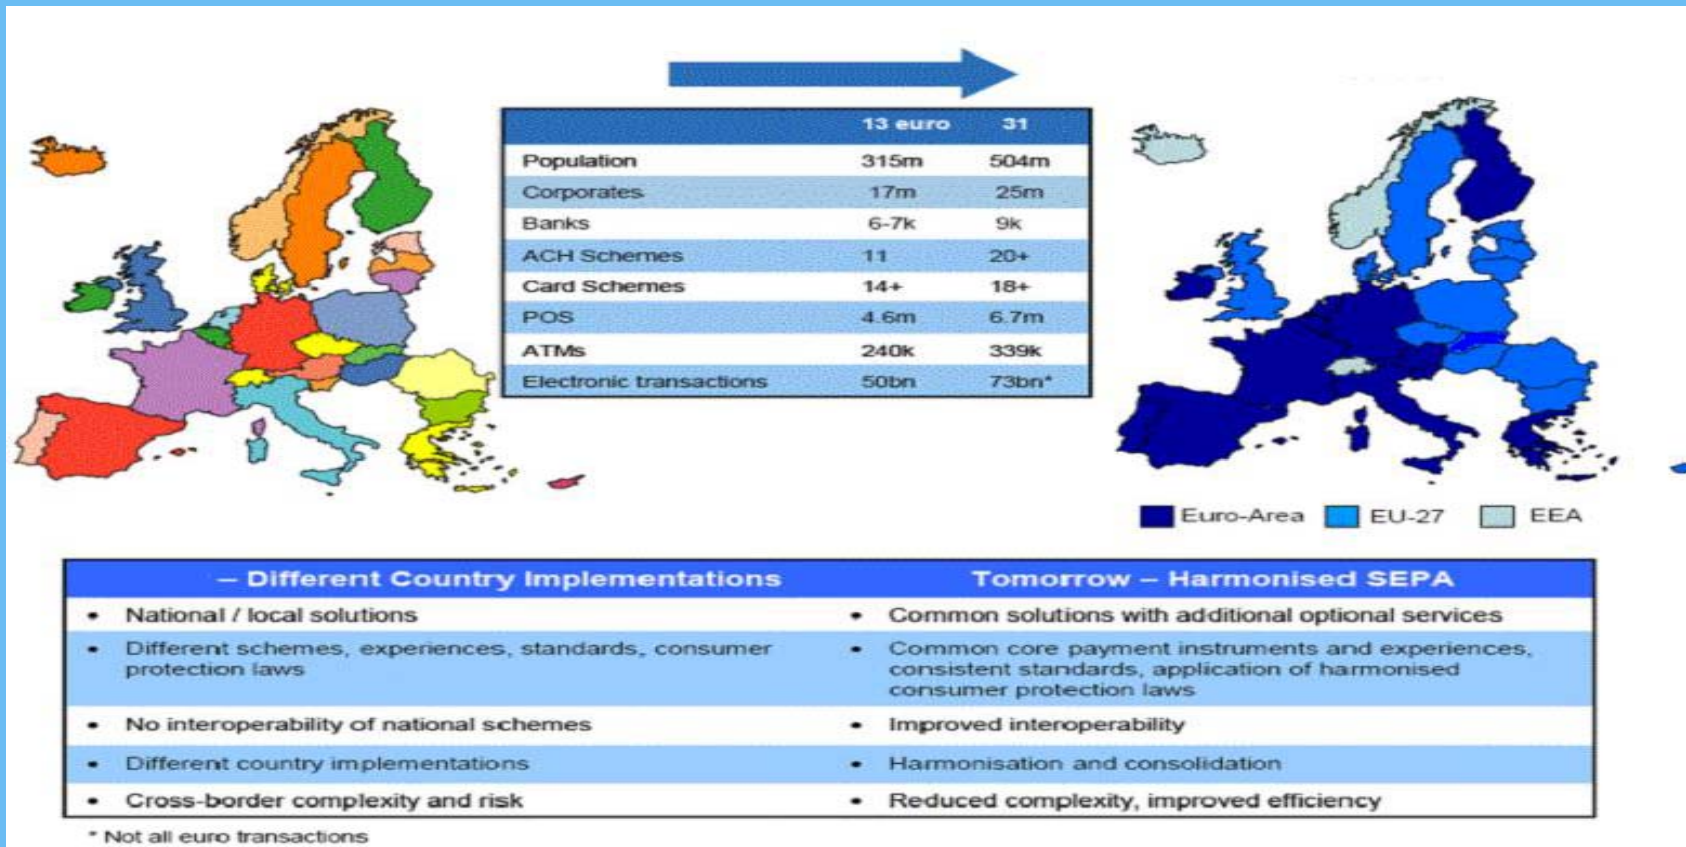 13 euro 31
Population 315m 504m
Corporates 17m 25m
Banks 6-7k 9k
ACH Schemes 11 20+
Card Schemes 14+ 18+
POS 4.6m 6.7m
ATMs 240k 339k
Electronic transactions 50bn 73bn*
Euro-Area EU-27 EEA
– Different Country Implementations Tomorrow – Harmonised SEPA
• National / local solutions • Common solutions with additional optional services
• Different schemes, experiences, standards, consumer
protection laws
• Common core payment instruments and experiences,
consistent standards, application of harmonised
consumer protection laws
• No interoperability of national schemes • Improved interoperability
• Different country implementations • Harmonisation and consolidation
• Cross-border complexity and risk • Reduced complexity, improved efficiency
* Not all euro transactions